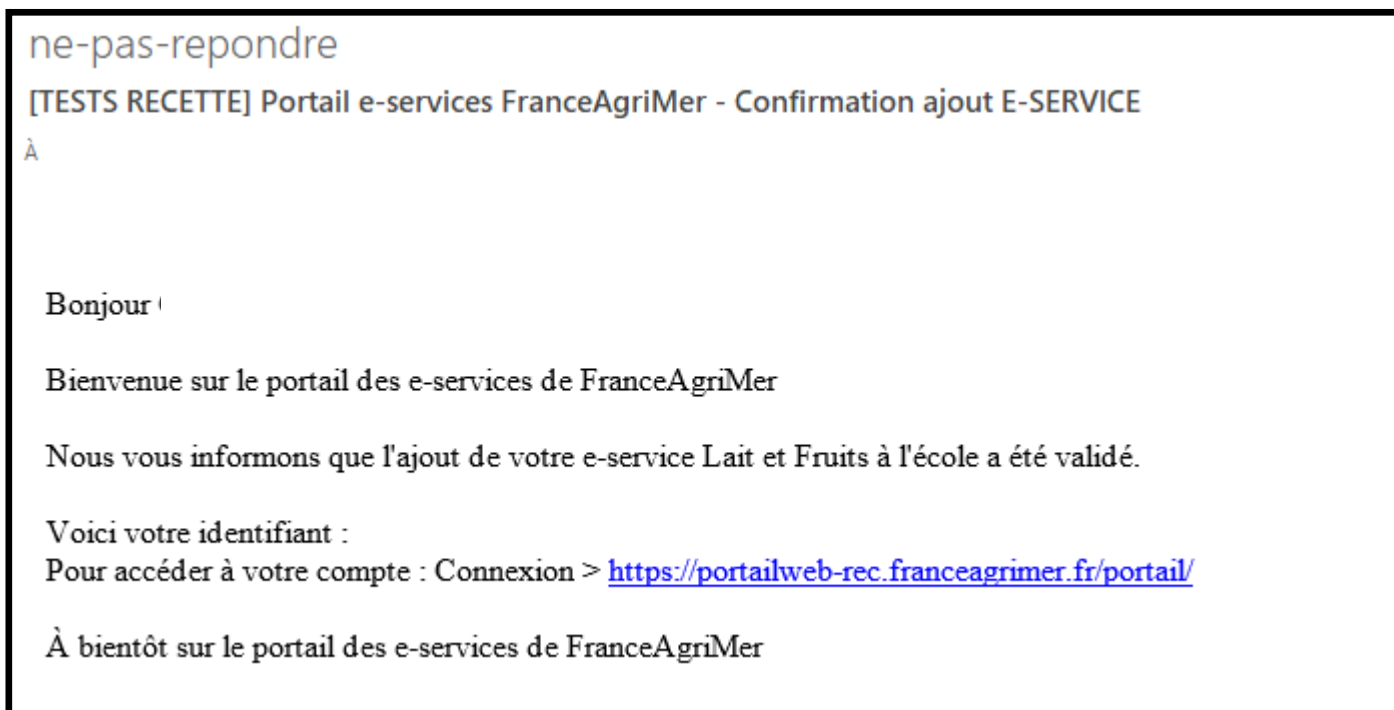 ne-pas-repondre
[TESTS RECETTE] Portail e-services FranceAgriMer - Confirmation ajout E-SERVICE
À
Bonjour
Bienvenue sur le portail des e-services de FranceAgriMer
Nous vous informons que l'ajout de votre e-service Lait et Fruits à l'école a été validé.
Voici votre identifiant :
Pour accéder à votre compte : Connexion > https://portailweb-rec.franceagrimer.fr/portail/
À bientôt sur le portail des e-services de FranceAgriMer